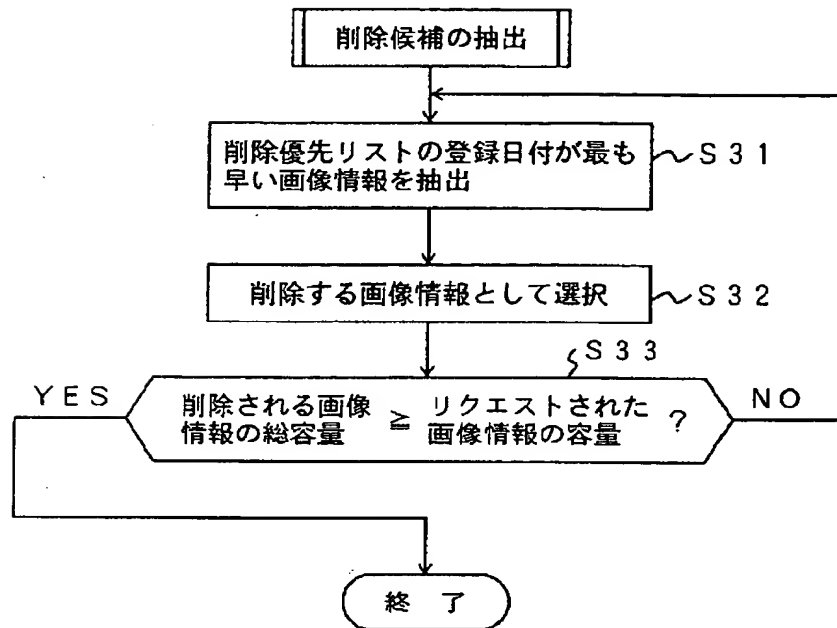 削除候補の抽出
削除優先リストの登録日付が最も
早い画像情報を抽出
S31
削除する画像情報として選択
S32
S33
YES
削除される画像
情報の総容量
≧
リクエストされた
画像情報の容量
?
NO
終了